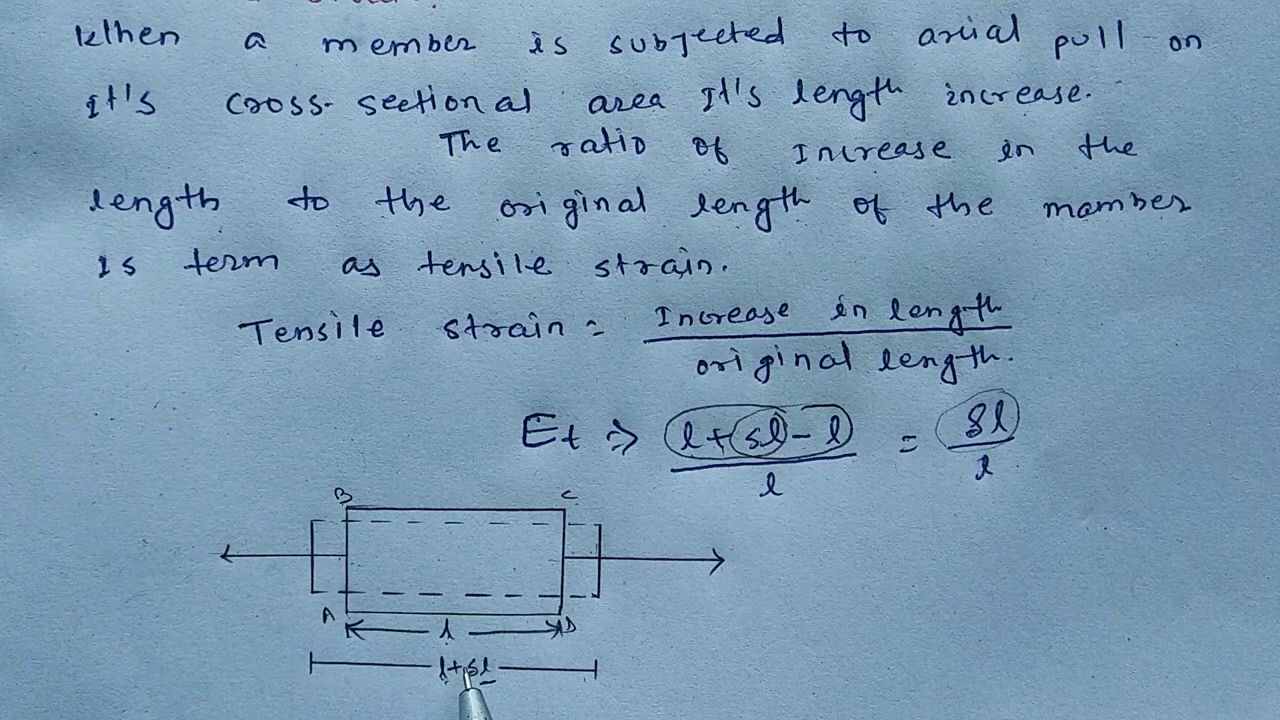 When a member is subjected to axial pull on
It's cross-sectional area It's length increase.
The ratio of Increase in the
length to the original length of the mamber
is term as tensile strain.
Tensile strain = Increase in length
original length.
Et => l+δl-l = δl
l l
B C
A D
l
l+δl